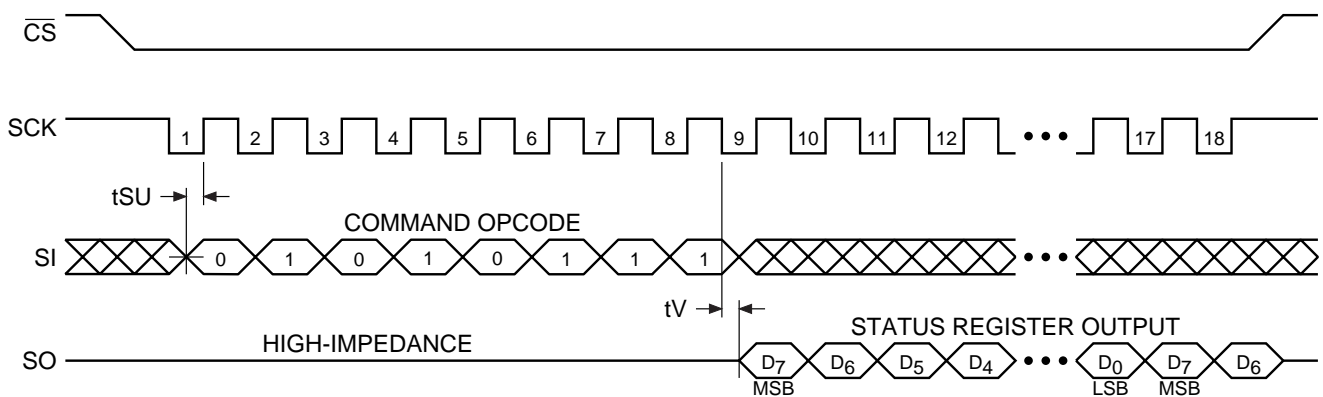 CS
SCK 1 2 3 4 5 6 7 8 9 10 11 12 17 18
tSU
COMMAND OPCODE
SI 0 1 0 1 0 1 1 1
tV
HIGH-IMPEDANCE
STATUS REGISTER OUTPUT
SO D7 D6 D5 D4 D0 D7 D6
MSB LSB MSB